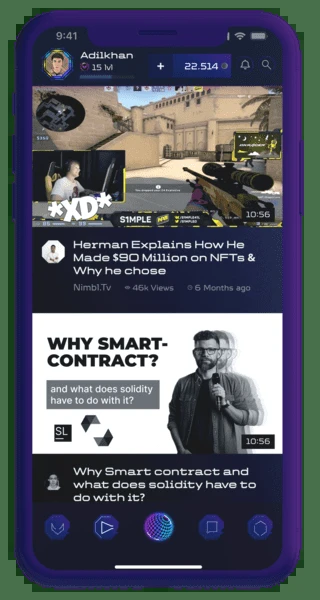 9:41
Adilkhan
15 lvl
+ 22.514
*XD*
S1MPLE
10:56
Herman Explains How He
Made $90 Million on NFTs &
Why he chose
Nimbl.Tv 46k Views 6 Months ago
WHY SMART-
CONTRACT?
and what does solidity
have to do with it?
SL
10:56
Why Smart contract and
what does solidity have to
do with it?